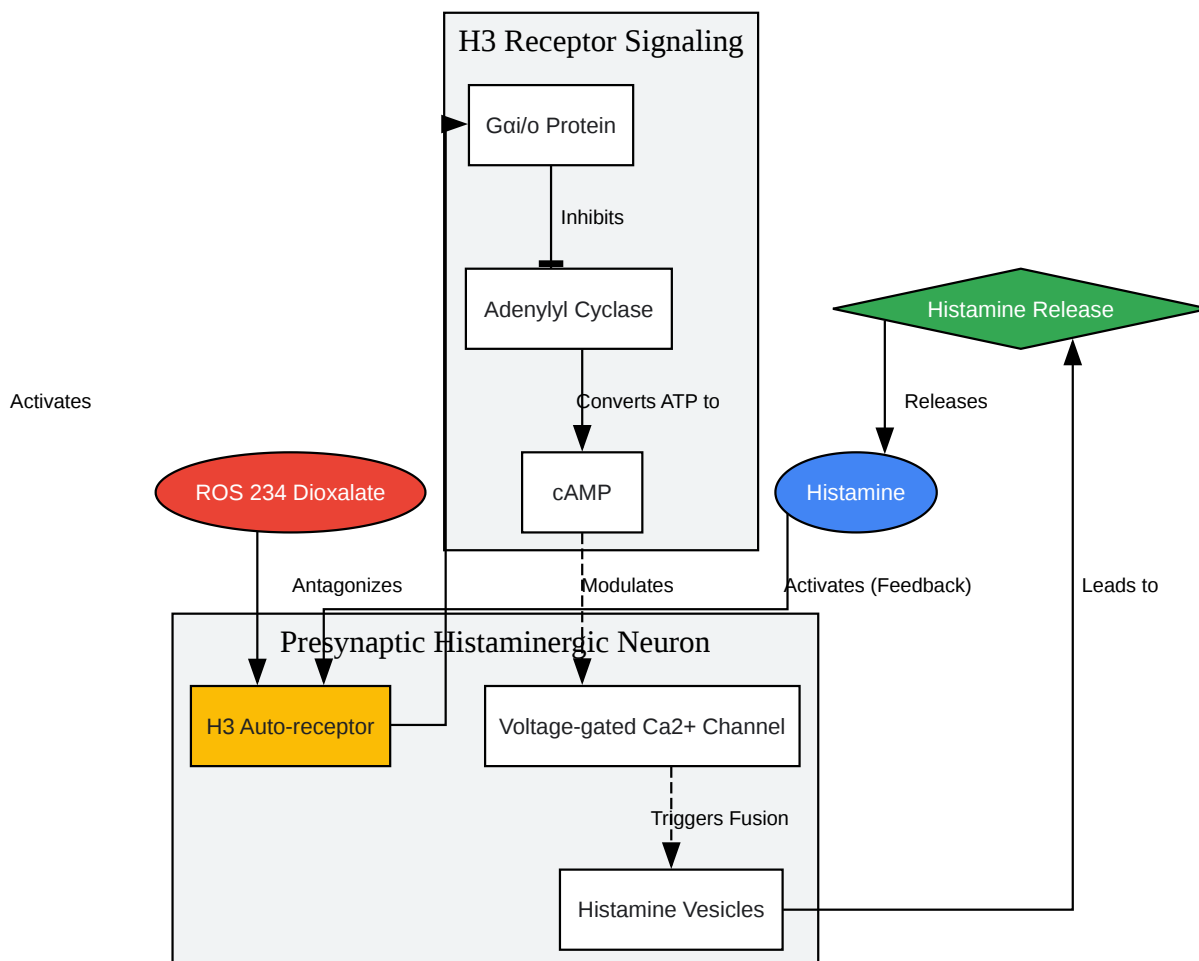 H3 Receptor Signaling
Gαi/o Protein
Inhibits
Adenylyl Cyclase
Histamine Release
Activates
Converts ATP to
Releases
ROS 234 Dioxalate
cAMP
Histamine
Antagonizes
Modulates
Activates (Feedback)
Leads to
Presynaptic Histaminergic Neuron
H3 Auto-receptor
Voltage-gated Ca2+ Channel
Triggers Fusion
Histamine Vesicles